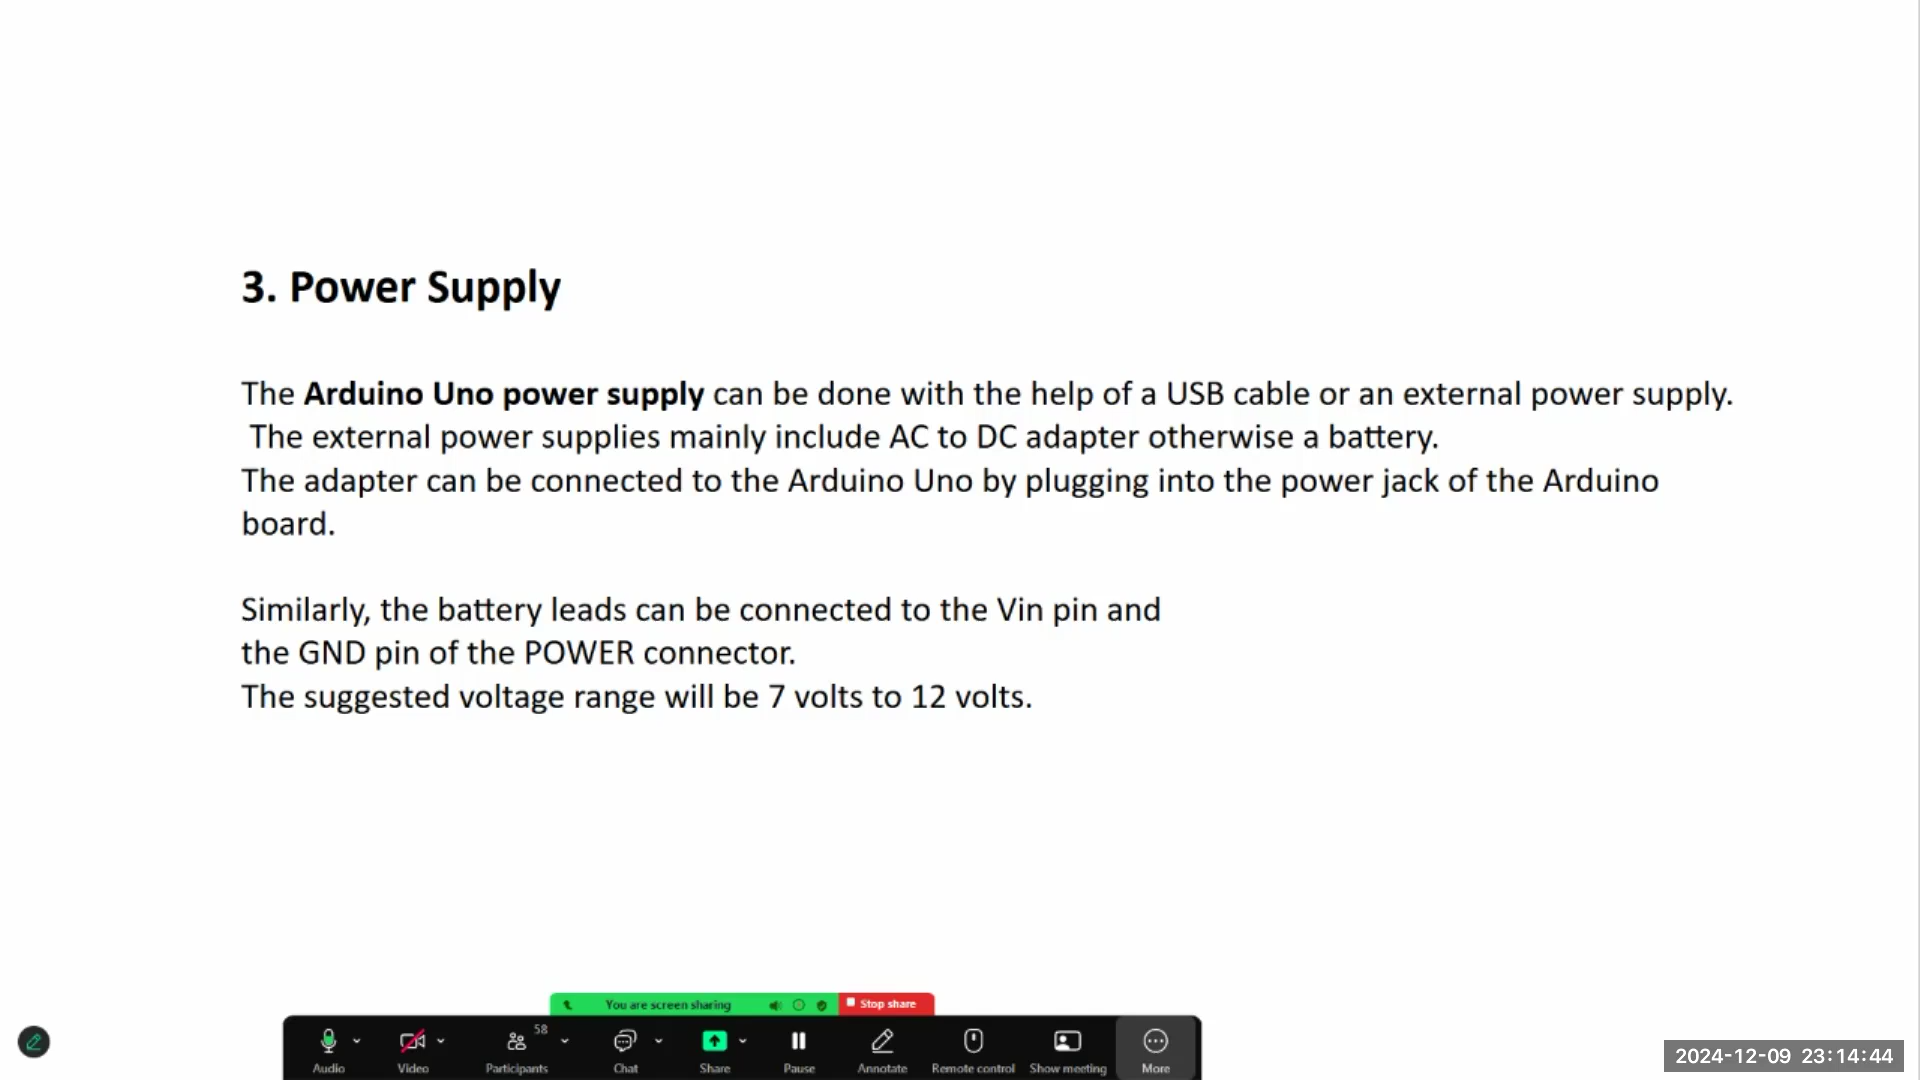 3. Power Supply
The Arduino Uno power supply can be done with the help of a USB cable or an external power supply.
The external power supplies mainly include AC to DC adapter otherwise a battery.
The adapter can be connected to the Arduino Uno by plugging into the power jack of the Arduino
board.
Similarly, the battery leads can be connected to the Vin pin and
the GND pin of the POWER connector.
The suggested voltage range will be 7 volts to 12 volts.
You are screen sharing Stop share
58
Audio Video Participants Chat Share Pause Annotate Remote control Show meeting More
2024-12-09 23:14:44